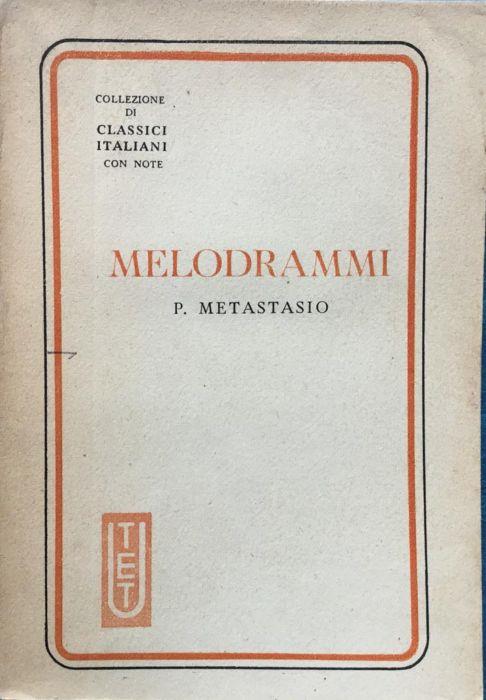 COLLEZIONE
DI
CLASSICI
ITALIANI
CON NOTE
MELODRAMMI
P. METASTASIO
UTET